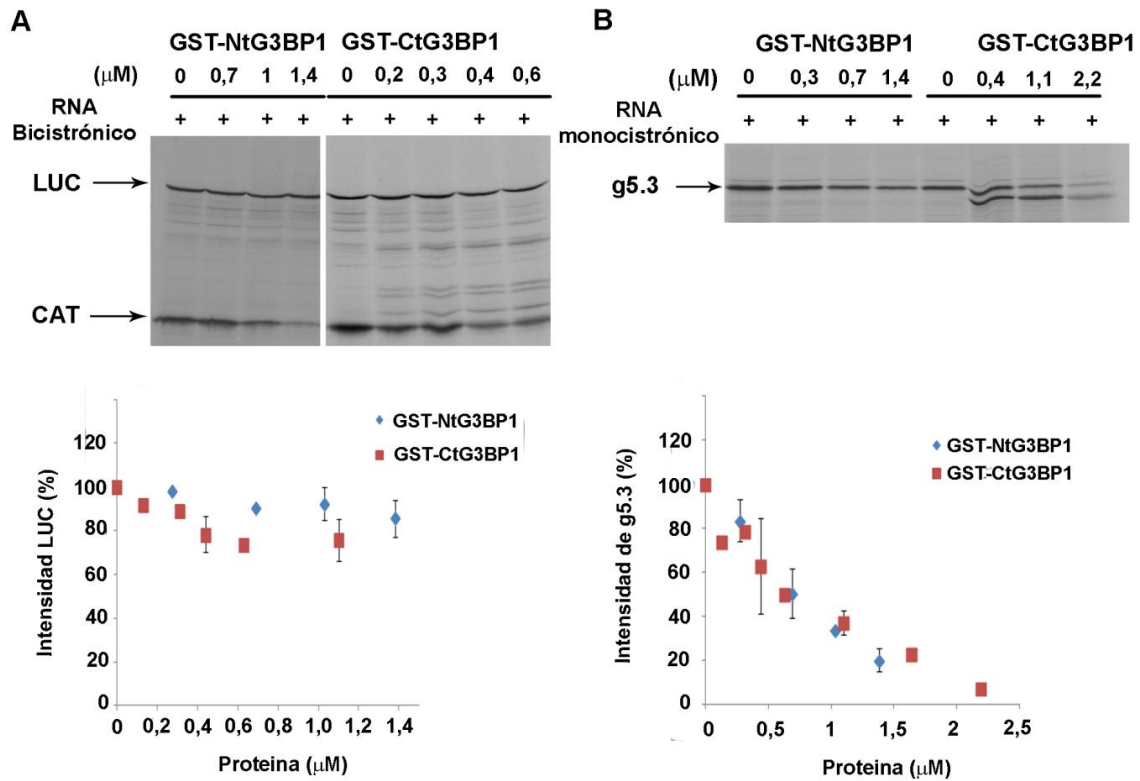 A
GST-NtG3BP1 GST-CtG3BP1
(µM) 0 0,7 1 1,4 0 0,2 0,3 0,4 0,6
RNA
Bicistrónico + + + + + + + + +
LUC
CAT
B
GST-NtG3BP1 GST-CtG3BP1
(µM) 0 0,3 0,7 1,4 0 0,4 1,1 2,2
RNA
monocistrónico + + + + + + + +
g5.3
Intensidad LUC (%)
120
100
80
60
40
20
0
GST-NtG3BP1
GST-CtG3BP1
0 0,2 0,4 0,6 0,8 1,0 1,2 1,4
Proteina (µM)
Intensidad de g5.3 (%)
120
100
80
60
40
20
0
GST-NtG3BP1
GST-CtG3BP1
0 0,5 1 1,5 2 2,5
Proteina (µM)